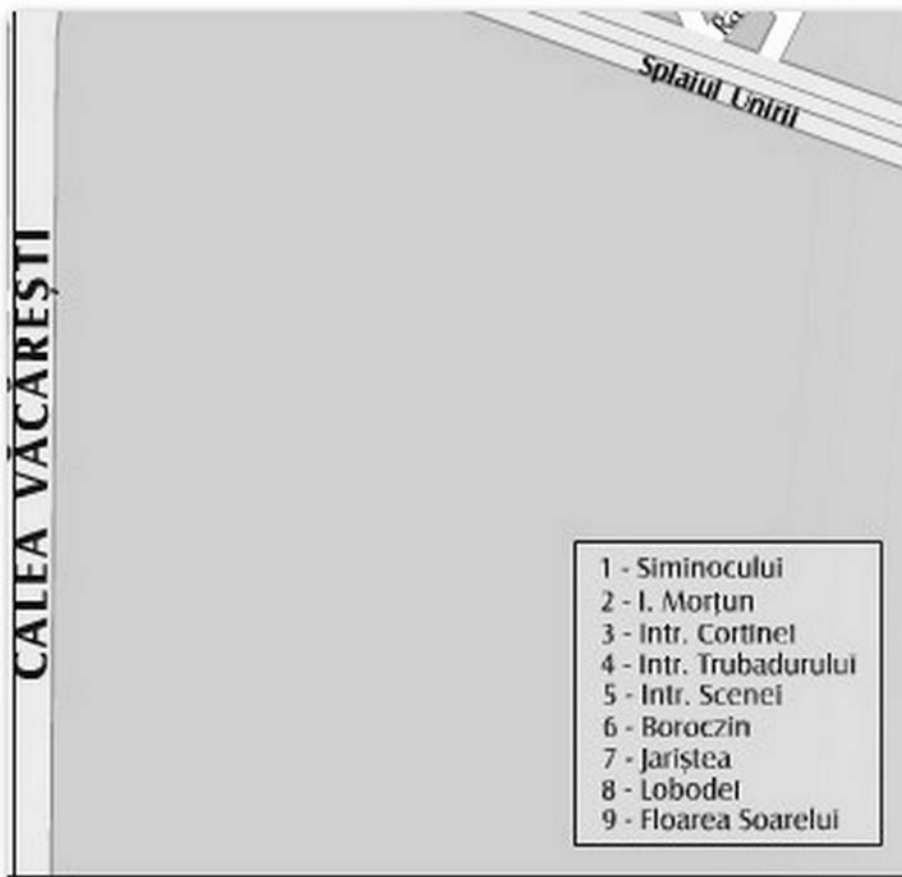 Splaiul Unirii
CALEA VĂCĂREȘTI
1 - Siminocului
2 - I. Morțun
3 - Intr. Cortinei
4 - Intr. Trubadurului
5 - Intr. Scenei
6 - Boroczin
7 - Jariștea
8 - Lobodei
9 - Floarea Soarelui